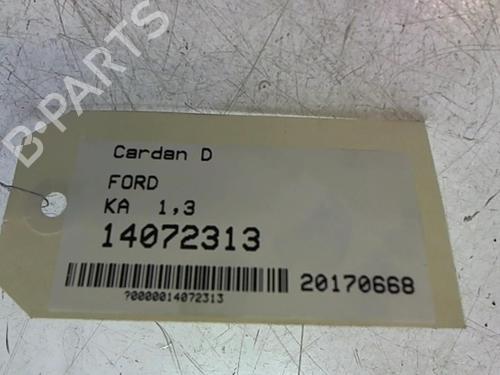 B-PARTS
Cardan D
FORD
KA 1,3
14072313
20170668
?0000014072313